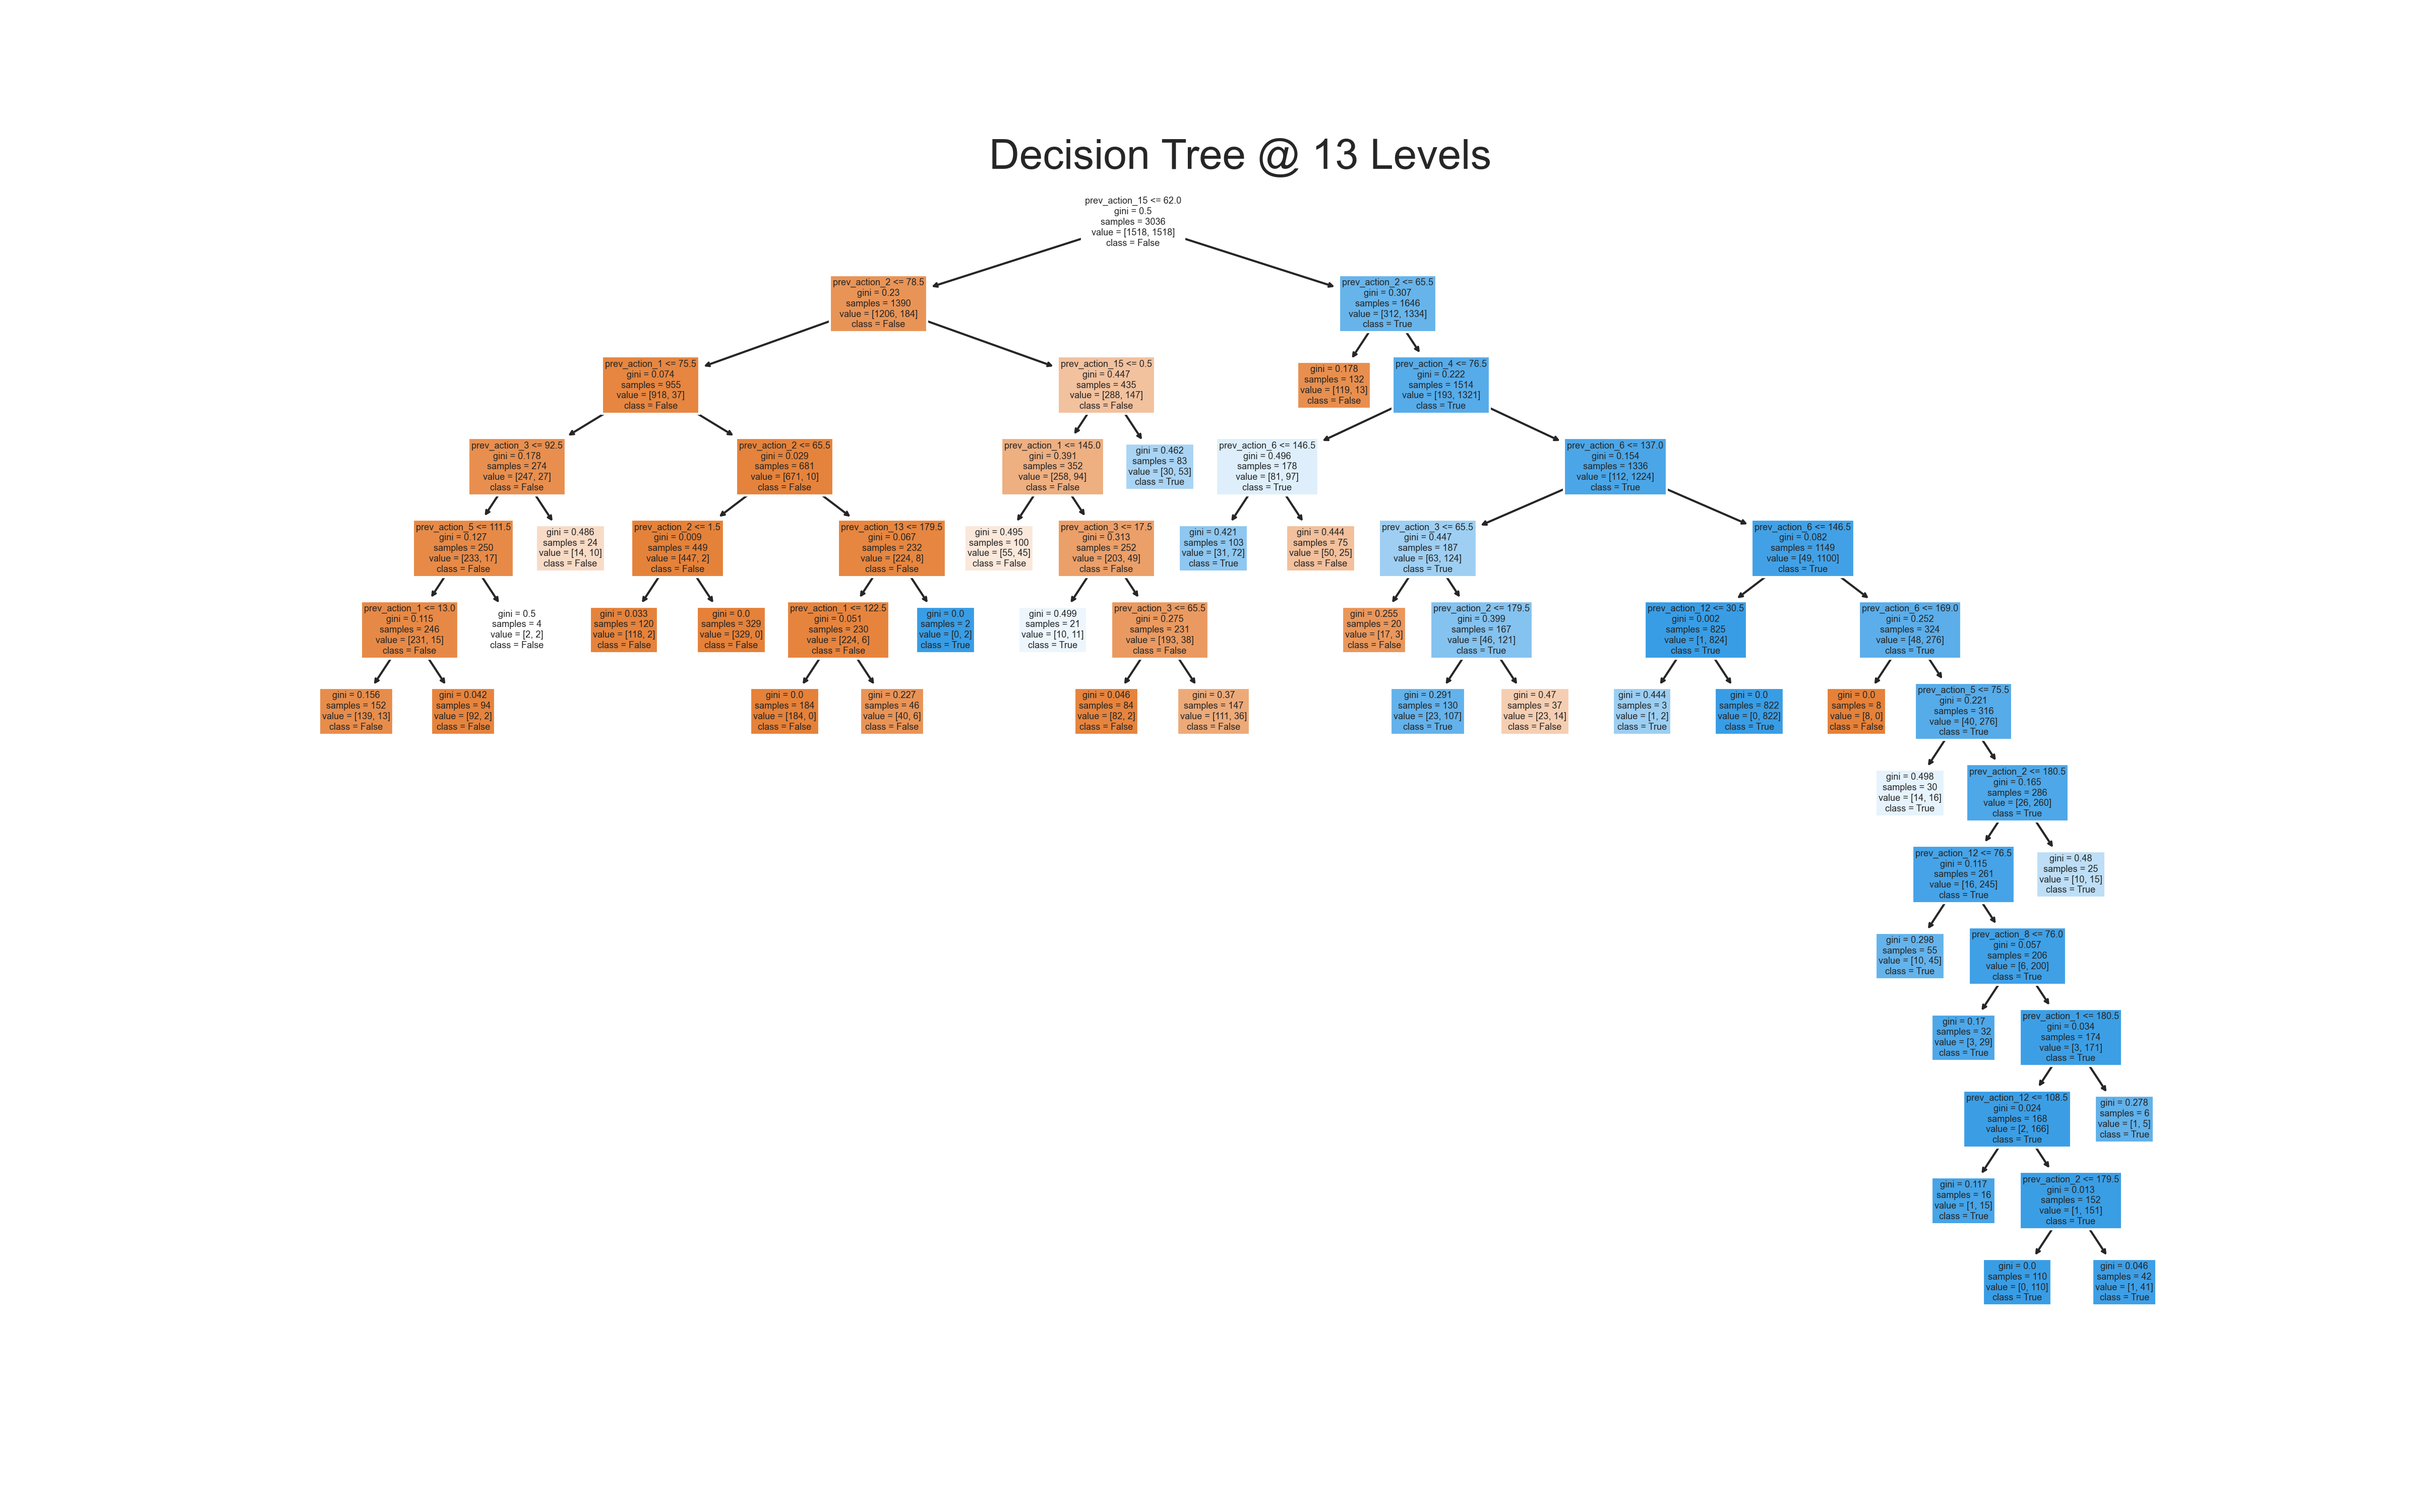 Decision Tree @ 13 Levels
prev_action_15 <= 62.0
gini = 0.5
samples = 3036
value = [1518, 1518]
class = False
prev_action_2 <= 78.5
gini = 0.23
samples = 1390
value = [1206, 184]
class = False
prev_action_2 <= 65.5
gini = 0.307
samples = 1646
value = [312, 1334]
class = True
prev_action_1 <= 75.5
gini = 0.074
samples = 955
value = [918, 37]
class = False
prev_action_15 <= 0.5
gini = 0.447
samples = 435
value = [288, 147]
class = False
gini = 0.178
samples = 132
value = [119, 13]
class = False
prev_action_4 <= 76.5
gini = 0.222
samples = 1514
value = [193, 1321]
class = True
prev_action_3 <= 92.5
gini = 0.178
samples = 274
value = [247, 27]
class = False
prev_action_2 <= 65.5
gini = 0.029
samples = 681
value = [671, 10]
class = False
prev_action_1 <= 145.0
gini = 0.391
samples = 352
value = [258, 94]
class = False
gini = 0.462
samples = 83
value = [30, 53]
class = True
prev_action_6 <= 146.5
gini = 0.496
samples = 178
value = [81, 97]
class = True
prev_action_6 <= 137.0
gini = 0.154
samples = 1336
value = [112, 1224]
class = True
prev_action_5 <= 111.5
gini = 0.127
samples = 250
value = [233, 17]
class = False
gini = 0.486
samples = 24
value = [14, 10]
class = False
prev_action_2 <= 1.5
gini = 0.009
samples = 449
value = [447, 2]
class = False
prev_action_13 <= 179.5
gini = 0.067
samples = 232
value = [224, 8]
class = False
gini = 0.495
samples = 100
value = [55, 45]
class = False
prev_action_3 <= 17.5
gini = 0.313
samples = 252
value = [203, 49]
class = False
gini = 0.421
samples = 103
value = [31, 72]
class = True
gini = 0.444
samples = 75
value = [50, 25]
class = False
prev_action_3 <= 65.5
gini = 0.447
samples = 187
value = [63, 124]
class = True
prev_action_6 <= 146.5
gini = 0.082
samples = 1149
value = [49, 1100]
class = True
prev_action_1 <= 13.0
gini = 0.115
samples = 246
value = [231, 15]
class = False
gini = 0.5
samples = 4
value = [2, 2]
class = False
gini = 0.033
samples = 120
value = [118, 2]
class = False
gini = 0.0
samples = 329
value = [329, 0]
class = False
prev_action_1 <= 122.5
gini = 0.051
samples = 230
value = [224, 6]
class = False
gini = 0.0
samples = 2
value = [0, 2]
class = True
gini = 0.499
samples = 21
value = [10, 11]
class = True
prev_action_3 <= 65.5
gini = 0.275
samples = 231
value = [193, 38]
class = False
gini = 0.255
samples = 20
value = [17, 3]
class = False
prev_action_2 <= 179.5
gini = 0.399
samples = 167
value = [46, 121]
class = True
prev_action_12 <= 30.5
gini = 0.002
samples = 825
value = [1, 824]
class = True
prev_action_6 <= 169.0
gini = 0.252
samples = 324
value = [48, 276]
class = True
gini = 0.156
samples = 152
value = [139, 13]
class = False
gini = 0.042
samples = 94
value = [92, 2]
class = False
gini = 0.0
samples = 184
value = [184, 0]
class = False
gini = 0.227
samples = 46
value = [40, 6]
class = False
gini = 0.046
samples = 84
value = [82, 2]
class = False
gini = 0.37
samples = 147
value = [111, 36]
class = False
gini = 0.291
samples = 130
value = [23, 107]
class = True
gini = 0.47
samples = 37
value = [23, 14]
class = False
gini = 0.444
samples = 3
value = [1, 2]
class = True
gini = 0.0
samples = 822
value = [0, 822]
class = True
gini = 0.0
samples = 8
value = [8, 0]
class = False
prev_action_5 <= 75.5
gini = 0.221
samples = 316
value = [40, 276]
class = True
gini = 0.498
samples = 30
value = [14, 16]
class = True
prev_action_2 <= 180.5
gini = 0.165
samples = 286
value = [26, 260]
class = True
prev_action_12 <= 76.5
gini = 0.115
samples = 261
value = [16, 245]
class = True
gini = 0.48
samples = 25
value = [10, 15]
class = True
gini = 0.298
samples = 55
value = [10, 45]
class = True
prev_action_8 <= 76.0
gini = 0.057
samples = 206
value = [6, 200]
class = True
gini = 0.17
samples = 32
value = [3, 29]
class = True
prev_action_1 <= 180.5
gini = 0.034
samples = 174
value = [3, 171]
class = True
prev_action_12 <= 108.5
gini = 0.024
samples = 168
value = [2, 166]
class = True
gini = 0.278
samples = 6
value = [1, 5]
class = True
gini = 0.117
samples = 16
value = [1, 15]
class = True
prev_action_2 <= 179.5
gini = 0.013
samples = 152
value = [1, 151]
class = True
gini = 0.0
samples = 110
value = [0, 110]
class = True
gini = 0.046
samples = 42
value = [1, 41]
class = True